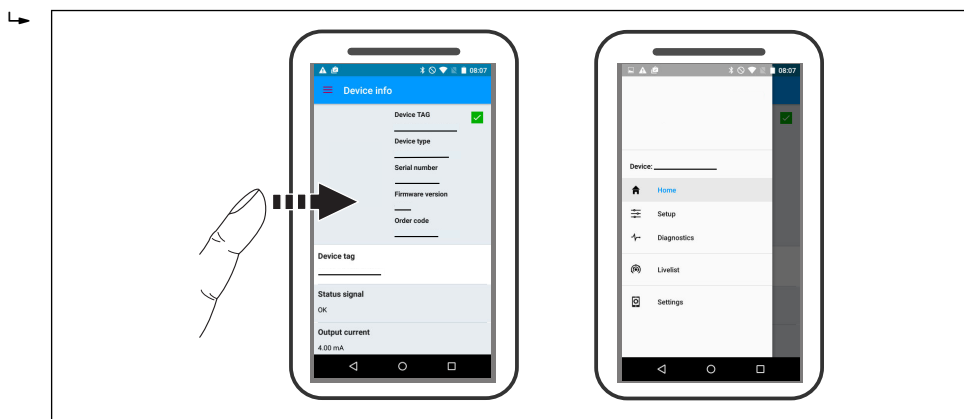 08:07
Device info
Device TAG
Device type
Serial number
Firmware version
Order code
Device tag
Status signal
OK
Output current
4.00 mA
08:07
Device:
Home
Setup
Diagnostics
Livelist
Settings